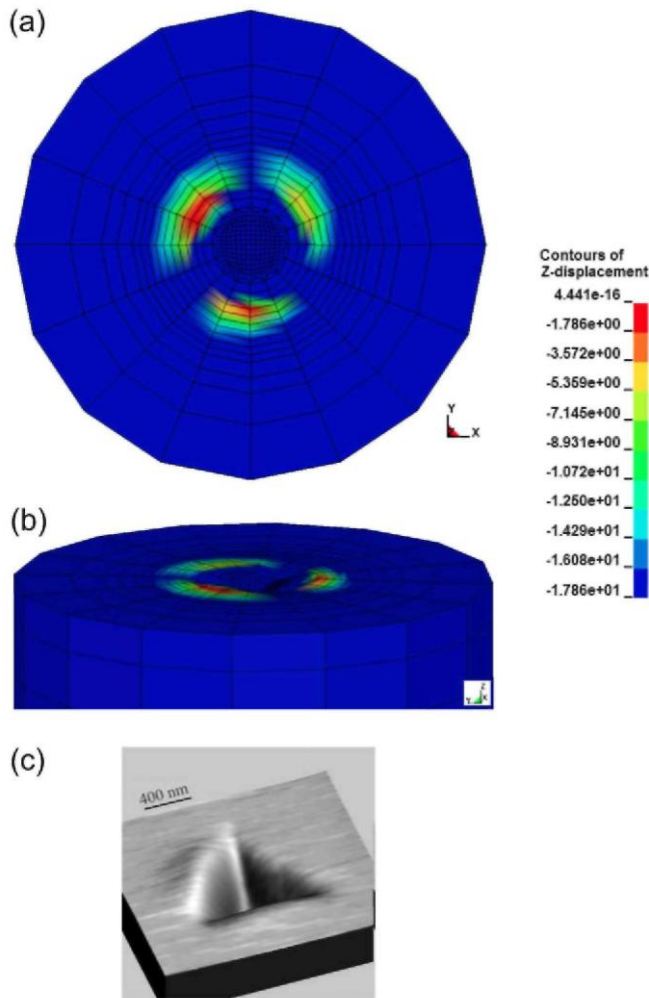 (a)
Contours of
Z-displacement
4.441e-16
-1.786e+00
-3.572e+00
-5.359e+00
-7.145e+00
-8.931e+00
-1.072e+01
-1.250e+01
-1.429e+01
-1.608e+01
-1.786e+01
Y
X
(b)
Z
Y X
(c)
400 nm